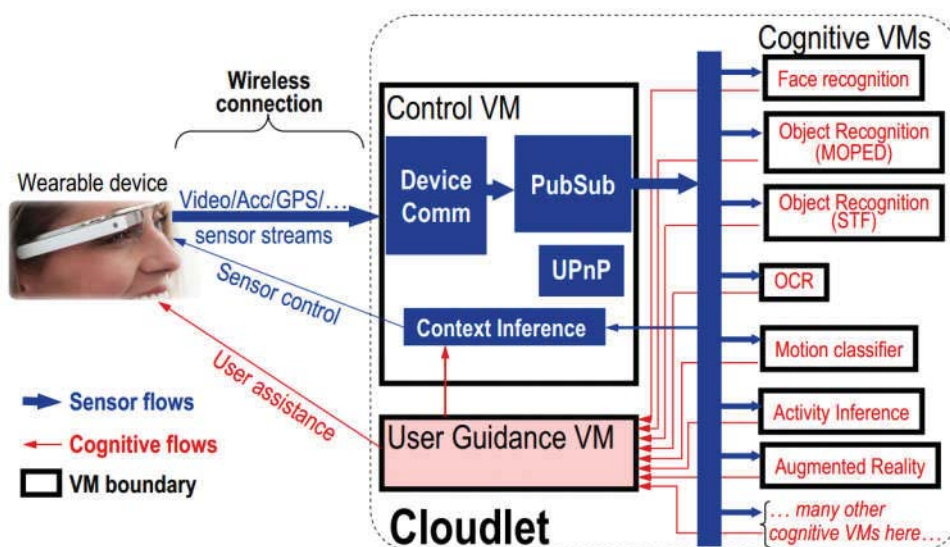 Cognitive VMs
Wireless
connection
Control VM
Face recognition
Object Recognition
(MOPED)
Wearable device
Video/Acc/GPS/…
sensor streams
Device
Comm
PubSub
Object Recognition
(STF)
UPnP
OCR
Sensor control
Context Inference
Motion classifier
User assistance
Sensor flows
Cognitive flows
VM boundary
User Guidance VM
Activity Inference
Augmented Reality
Cloudlet
… many other
cognitive VMs here …